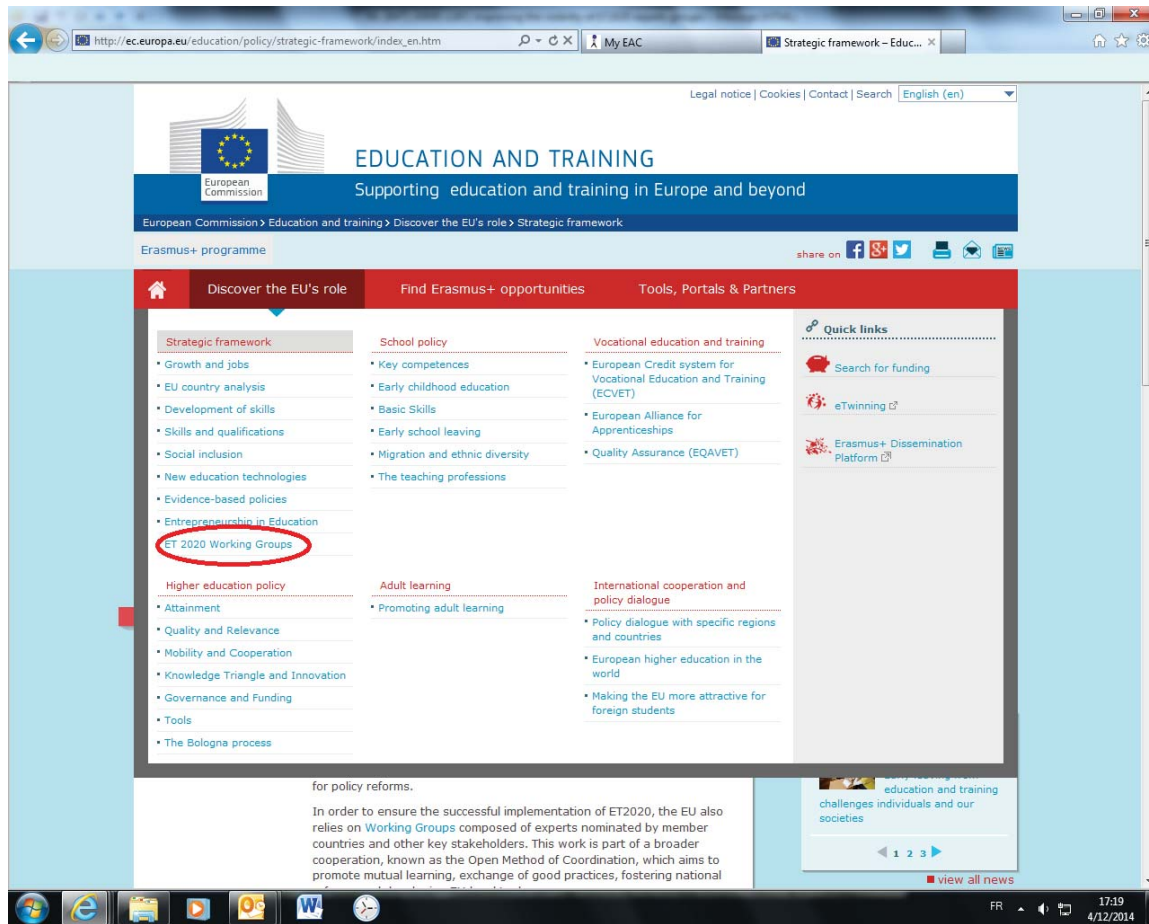 http://ec.europa.eu/education/policy/strategic-framework/index_en.htm
My EAC
Strategic framework – Educ...
Legal notice | Cookies | Contact | Search English (en)
European
Commission
EDUCATION AND TRAINING
Supporting education and training in Europe and beyond
European Commission > Education and training > Discover the EU's role > Strategic framework
Erasmus+ programme
share on
Discover the EU's role
Find Erasmus+ opportunities
Tools, Portals & Partners
Strategic framework
Growth and jobs
EU country analysis
Development of skills
Skills and qualifications
Social inclusion
New education technologies
Evidence-based policies
Entrepreneurship in Education
ET 2020 Working Groups
School policy
Key competences
Early childhood education
Basic Skills
Early school leaving
Migration and ethnic diversity
The teaching professions
Vocational education and training
European Credit system for
Vocational Education and Training
(ECVET)
European Alliance for
Apprenticeships
Quality Assurance (EQAVET)
Quick links
Search for funding
eTwinning
Erasmus+ Dissemination
Platform
Higher education policy
Attainment
Quality and Relevance
Mobility and Cooperation
Knowledge Triangle and Innovation
Governance and Funding
Tools
The Bologna process
Adult learning
Promoting adult learning
International cooperation and
policy dialogue
Policy dialogue with specific regions
and countries
European higher education in the
world
Making the EU more attractive for
foreign students
for policy reforms.
In order to ensure the successful implementation of ET2020, the EU also
relies on Working Groups composed of experts nominated by member
countries and other key stakeholders. This work is part of a broader
cooperation, known as the Open Method of Coordination, which aims to
promote mutual learning, exchange of good practices, fostering national
education and training
challenges individuals and our
societies
1 2 3
view all news
FR
17:19
4/12/2014